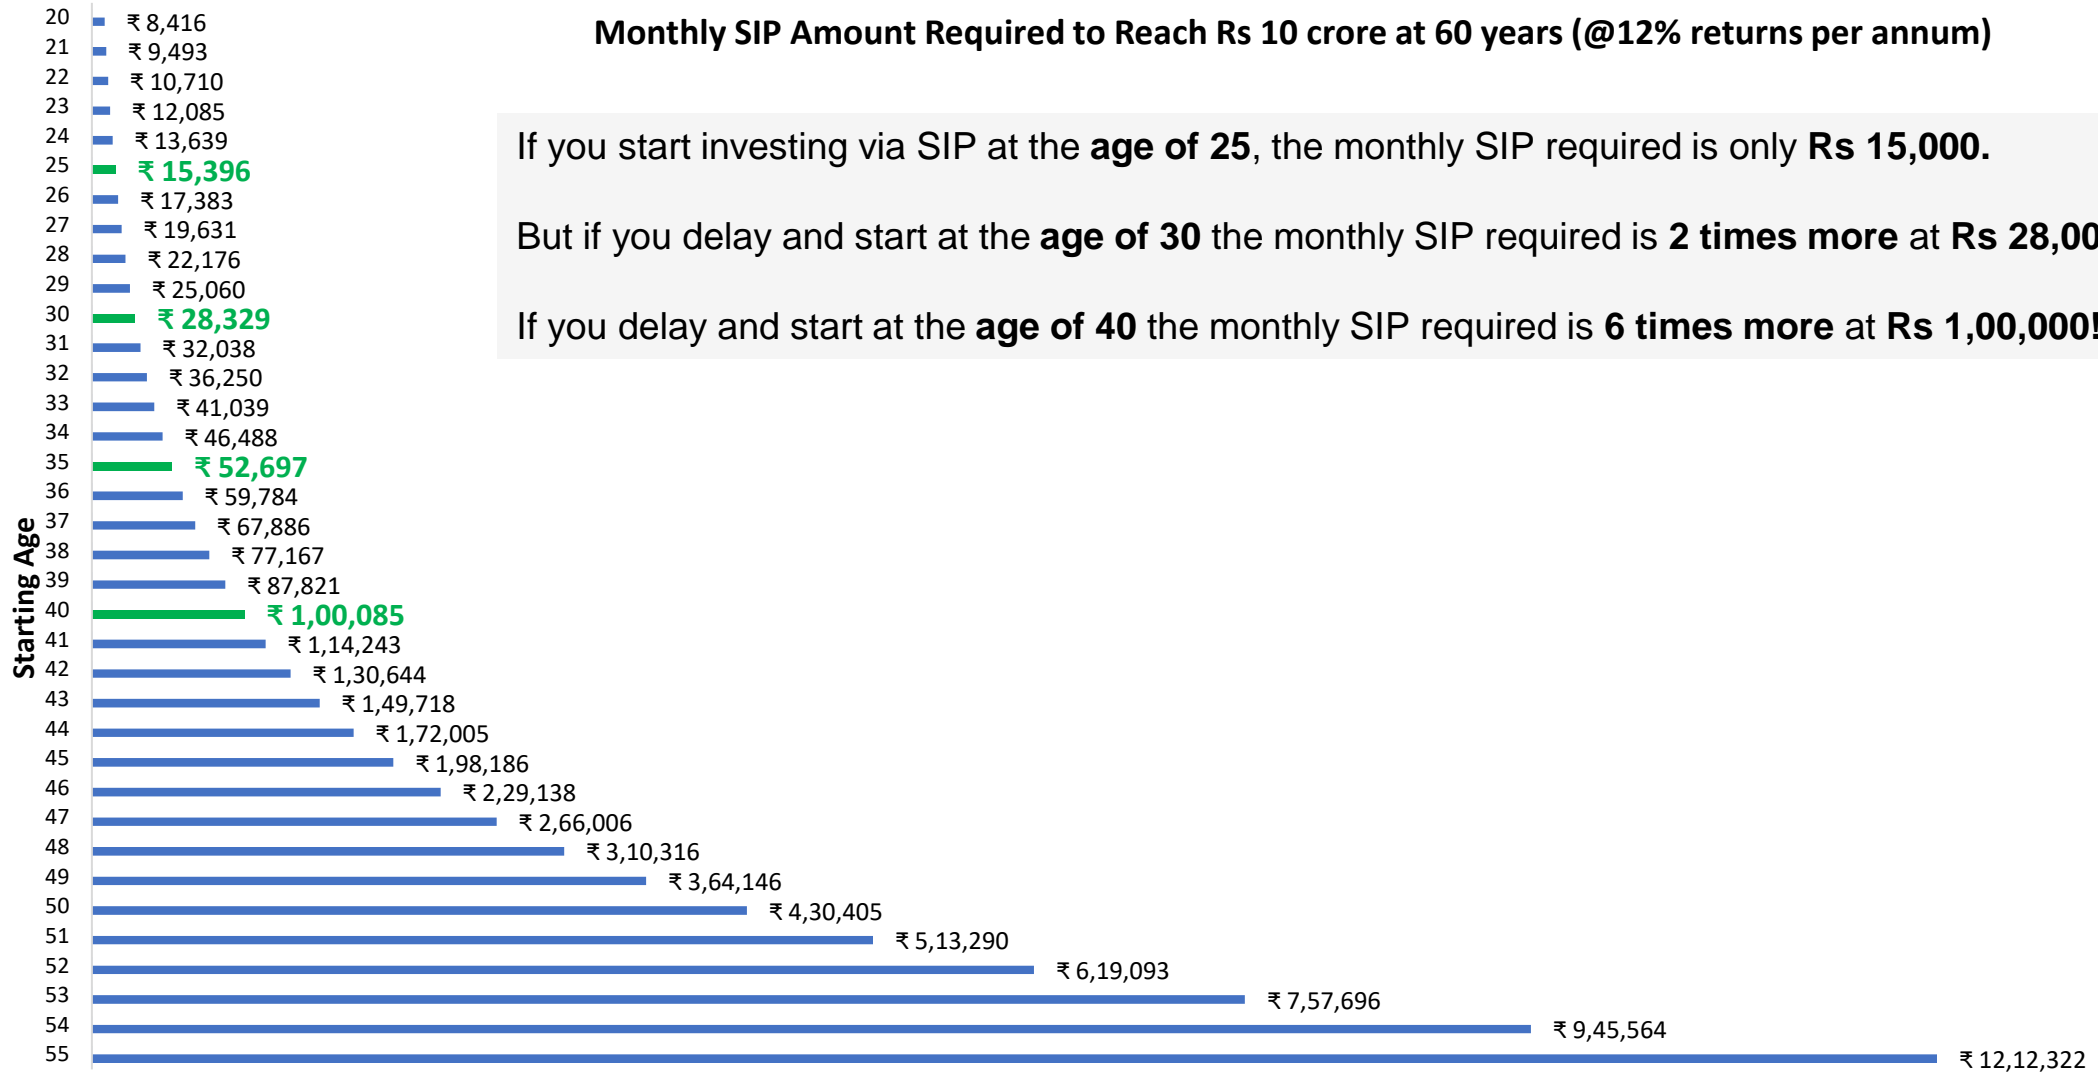 Monthly SIP Amount Required to Reach Rs 10 crore at 60 years (@12% returns per annum)
If you start investing via SIP at the age of 25, the monthly SIP required is only Rs 15,000.
But if you delay and start at the age of 30 the monthly SIP required is 2 times more at Rs 28,00
If you delay and start at the age of 40 the monthly SIP required is 6 times more at Rs 1,00,000!
Starting Age
20 ₹ 8,416
21 ₹ 9,493
22 ₹ 10,710
23 ₹ 12,085
24 ₹ 13,639
25 ₹ 15,396
26 ₹ 17,383
27 ₹ 19,631
28 ₹ 22,176
29 ₹ 25,060
30 ₹ 28,329
31 ₹ 32,038
32 ₹ 36,250
33 ₹ 41,039
34 ₹ 46,488
35 ₹ 52,697
36 ₹ 59,784
37 ₹ 67,886
38 ₹ 77,167
39 ₹ 87,821
40 ₹ 1,00,085
41 ₹ 1,14,243
42 ₹ 1,30,644
43 ₹ 1,49,718
44 ₹ 1,72,005
45 ₹ 1,98,186
46 ₹ 2,29,138
47 ₹ 2,66,006
48 ₹ 3,10,316
49 ₹ 3,64,146
50 ₹ 4,30,405
51 ₹ 5,13,290
52 ₹ 6,19,093
53 ₹ 7,57,696
54 ₹ 9,45,564
55 ₹ 12,12,322